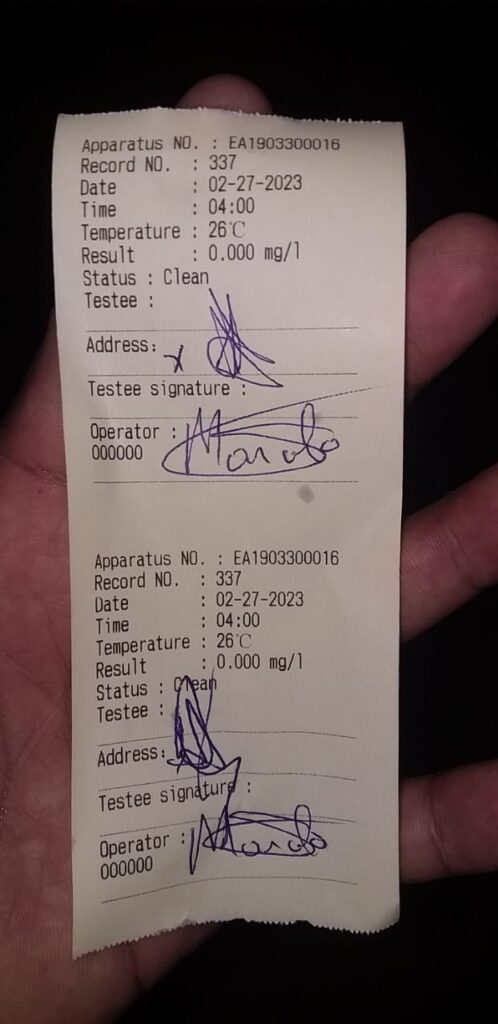 Apparatus NO. : EA1903300016
Record NO. : 337
Date : 02-27-2023
Time : 04:00
Temperature : 26℃
Result : 0.000 mg/l
Status : Clean
Testee :
Address:
Testee signature :
Operator :
000000
Apparatus NO. : EA1903300016
Record NO. : 337
Date : 02-27-2023
Time : 04:00
Temperature : 26℃
Result : 0.000 mg/l
Status : Clean
Testee :
Address:
Testee signature :
Operator :
000000